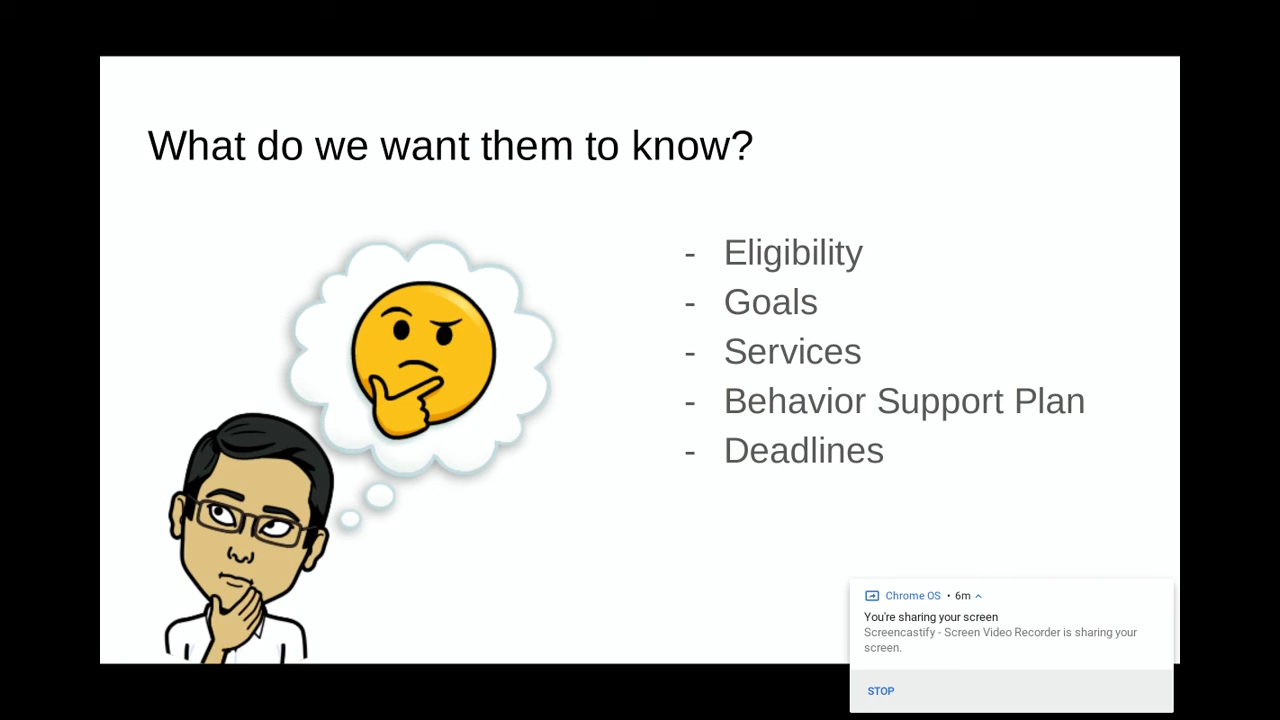 What do we want them to know?
- Eligibility
- Goals
- Services
- Behavior Support Plan
- Deadlines
Chrome OS • 6m
You're sharing your screen
Screencastify - Screen Video Recorder is sharing your
screen.
STOP